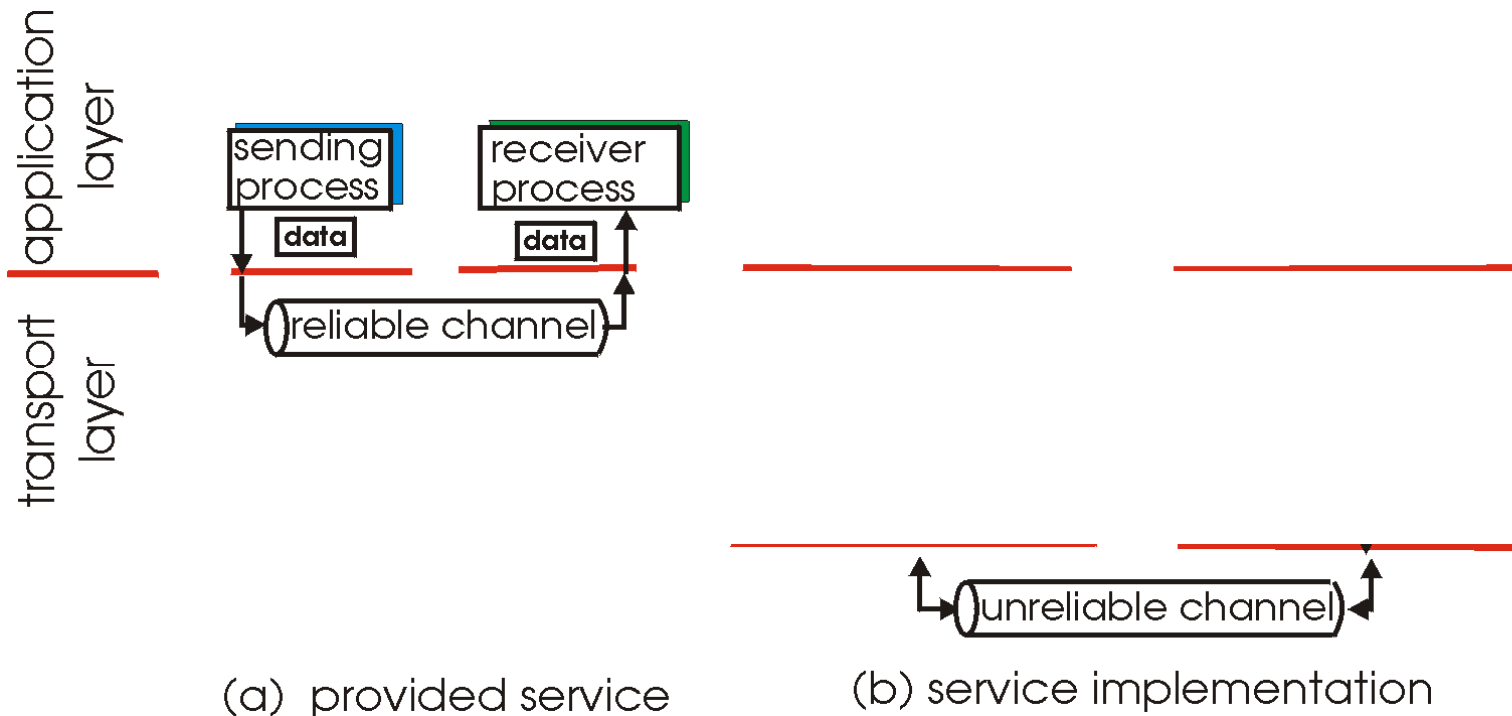 application
layer
transport
layer
sending
process
receiver
process
data
data
reliable channel
unreliable channel
(a) provided service
(b) service implementation